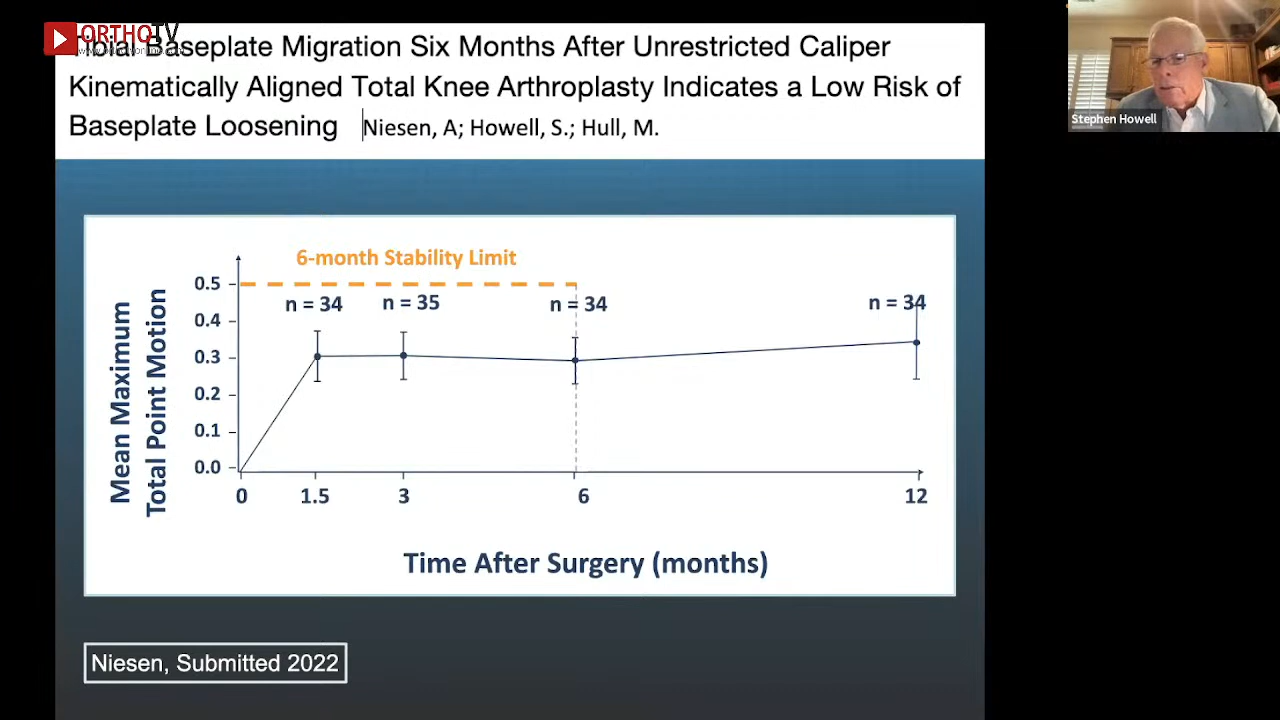 ORTHO TV
Tibial Baseplate Migration Six Months After Unrestricted Caliper
Kinematically Aligned Total Knee Arthroplasty Indicates a Low Risk of
Baseplate Loosening Niesen, A; Howell, S.; Hull, M.
Stephen Howell
6-month Stability Limit
Mean Maximum
Total Point Motion
0.5
0.4
0.3
0.2
0.1
0.0
n = 34
n = 35
n = 34
n = 34
0
1.5
3
6
12
Time After Surgery (months)
Niesen, Submitted 2022